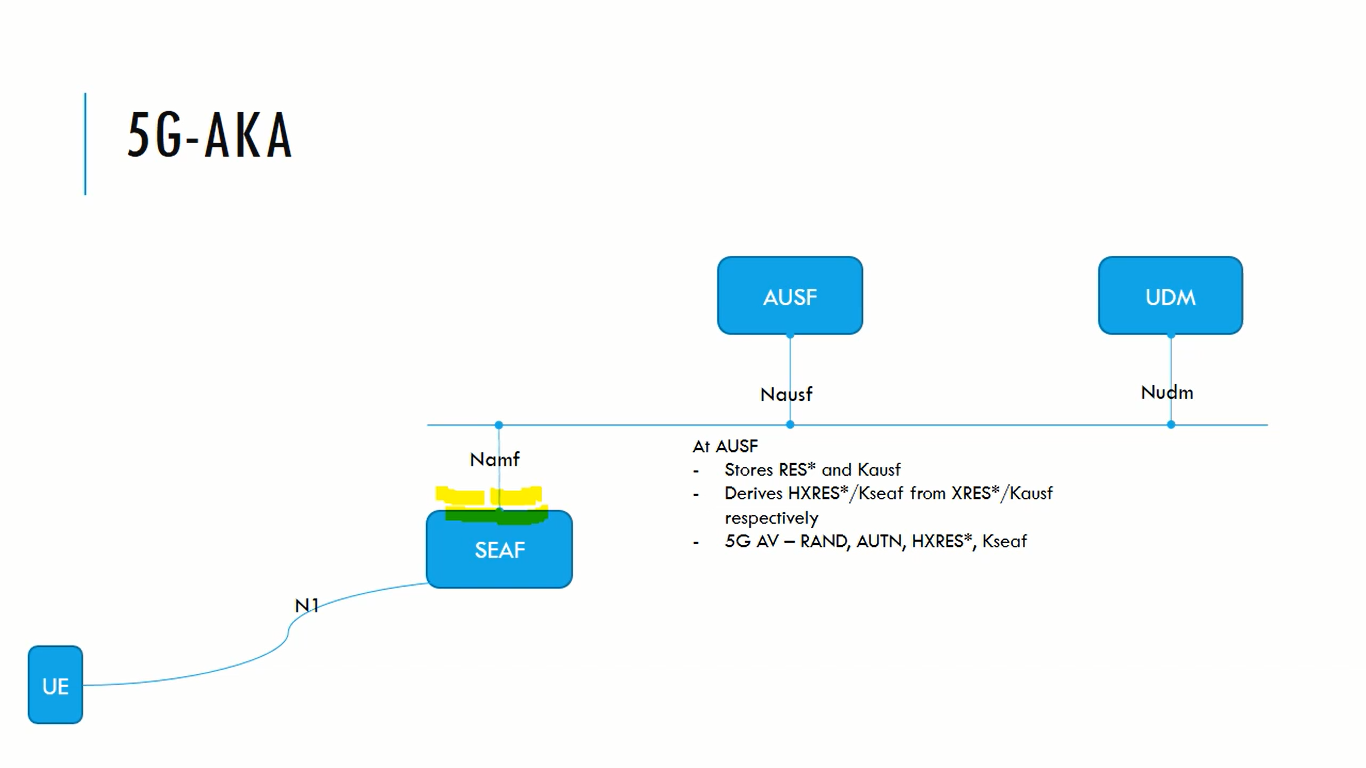 5G-AKA
AUSF
UDM
Nausf
Nudm
At AUSF
- Stores RES* and Kausf
- Derives HXRES*/Kseaf from XRES*/Kausf
respectively
- 5G AV – RAND, AUTN, HXRES*, Kseaf
Namf
SEAF
N1
UE